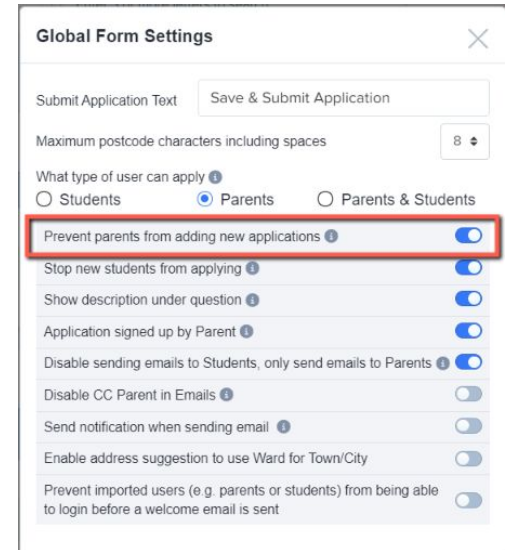 Global Form Settings
Submit Application Text Save & Submit Application
Maximum postcode characters including spaces 8
What type of user can apply
Students Parents Parents & Students
Prevent parents from adding new applications
Stop new students from applying
Show description under question
Application signed up by Parent
Disable sending emails to Students, only send emails to Parents
Disable CC Parent in Emails
Send notification when sending email
Enable address suggestion to use Ward for Town/City
Prevent imported users (e.g. parents or students) from being able
to login before a welcome email is sent